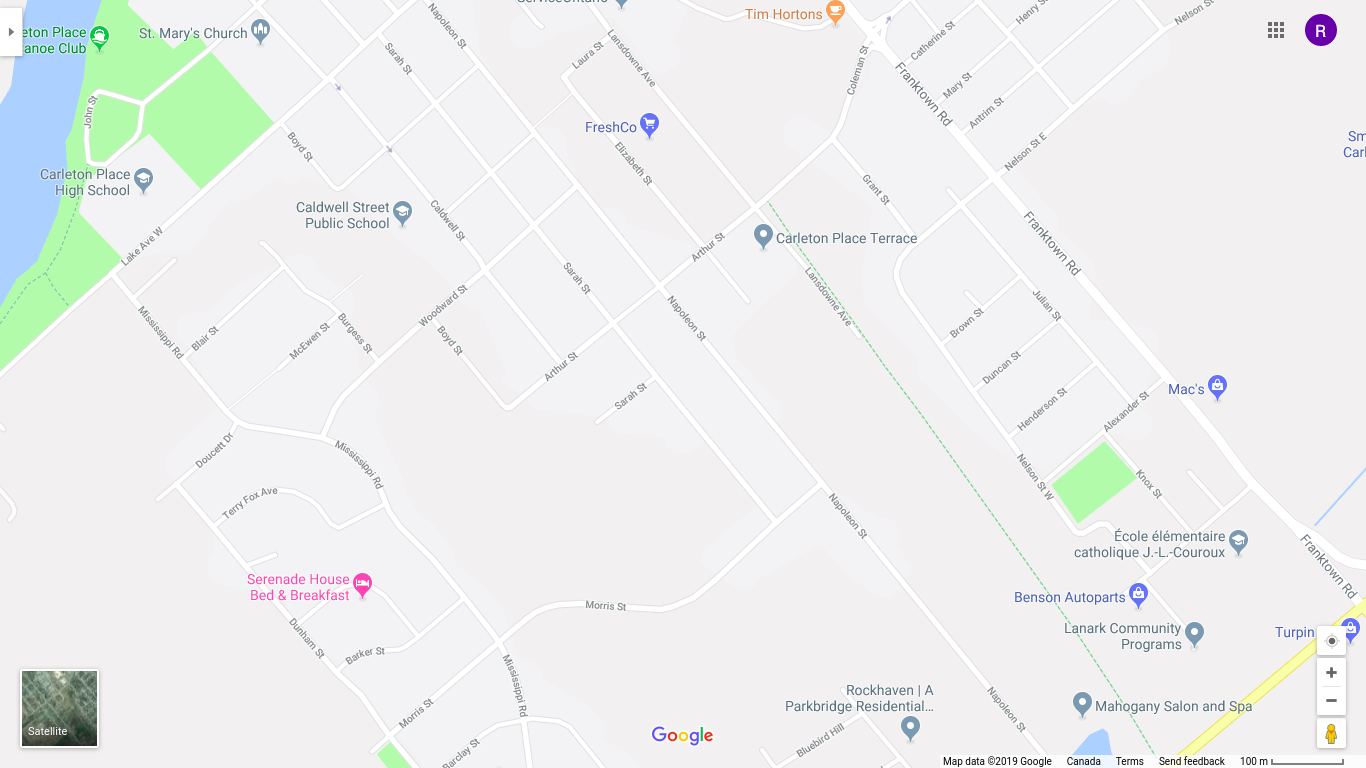 ServiceOntario
Tim Hortons
Henry St
Nelson St
Carleton Place
Canoe Club
St. Mary's Church
Napoleon St
Sarah St
Laura St
Lansdowne Ave
Coleman St
Catherine St
Franktown Rd
Mary St
Antrim St
R
John St
FreshCo
Boyd St
Elizabeth St
Nelson St E
Carleton Place
High School
Grant St
Caldwell Street
Public School
Caldwell St
Lake Ave W
Arthur St
Carleton Place Terrace
Franktown Rd
Sarah St
Lansdowne Ave
Woodward St
Napoleon St
Julian St
Mississippi Rd
Blair St
McEwen St
Burgess St
Boyd St
Brown St
Arthur St
Duncan St
Sarah St
Mac's
Henderson St
Alexander St
Doucett Dr
Mississippi Rd
Nelson St W
Knox St
Terry Fox Ave
Napoleon St
École élémentaire
catholique J.-L.-Couroux
Franktown Rd
Serenade House
Bed & Breakfast
Benson Autoparts
Morris St
Dunham St
Lanark Community
Programs
Turpin
Batker St
Mississippi Rd
Rockhaven | A
Parkbridge Residential...
Napoleon St
Mahogany Salon and Spa
Morris St
Barclay St
Bluebird Hill
Satellite
Google
Map data ©2019 Google Canada Terms Send feedback 100 m